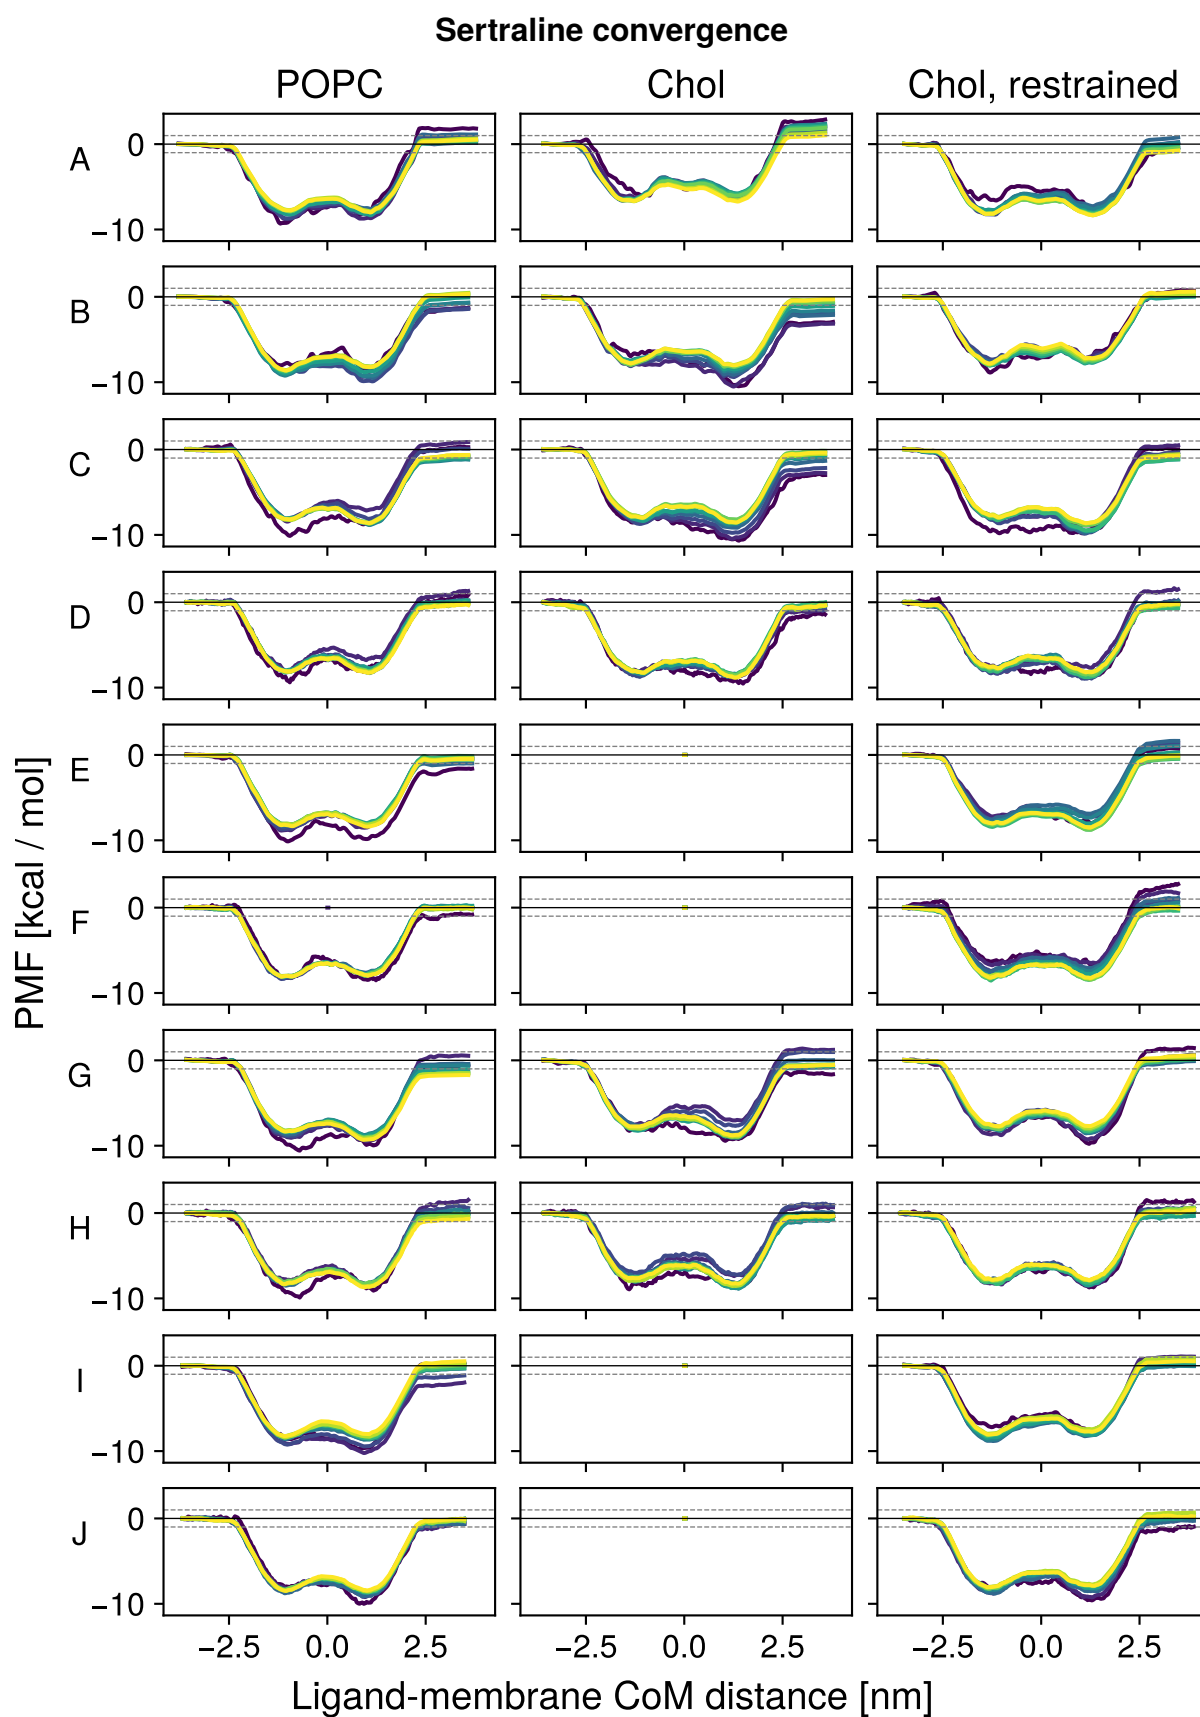 Sertraline convergence
POPC Chol Chol, restrained
A 0 −10
B 0 −10
C 0 −10
D 0 −10
E 0 −10
F 0 −10
G 0 −10
H 0 −10
I 0 −10
J 0 −10
PMF [kcal / mol]
−2.5 0.0 2.5 −2.5 0.0 2.5 −2.5 0.0 2.5
Ligand-membrane CoM distance [nm]